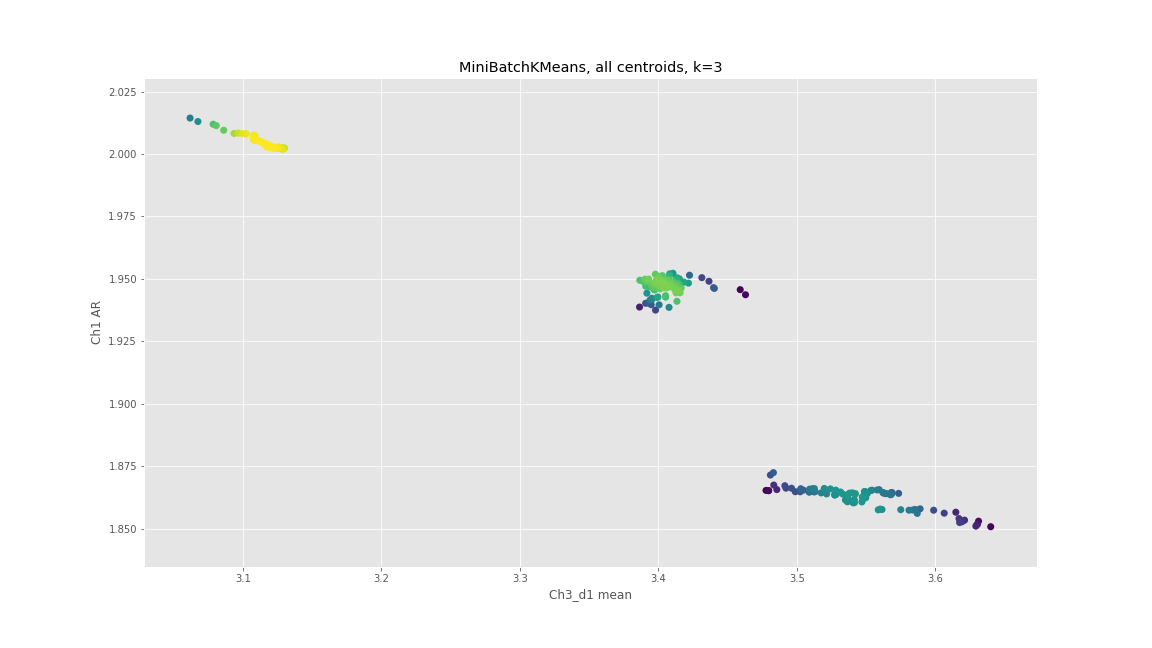 MiniBatchKMeans, all centroids, k=3
2.025
2.000
1.975
1.950
1.925
1.900
1.875
1.850
Ch1 AR
3.1 3.2 3.3 3.4 3.5 3.6
Ch3_d1 mean